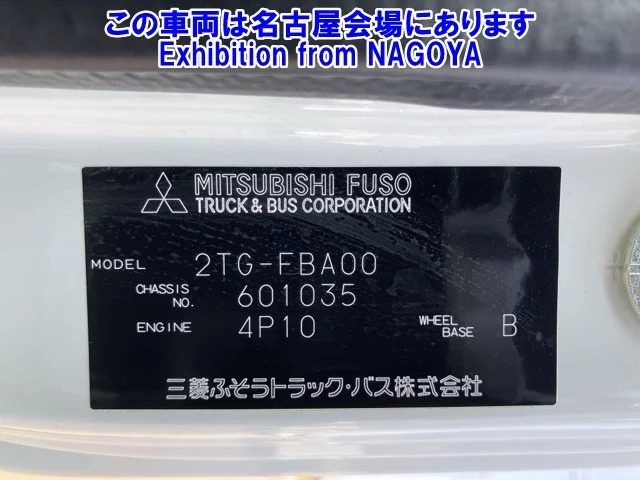 この車両は名古屋会場にあります
Exhibition from NAGOYA
MITSUBISHI FUSO
TRUCK & BUS CORPORATION
MODEL 2TG-FBA00
CHASSIS NO. 601035
ENGINE 4P10 WHEEL BASE B
三菱ふそうトラック・バス株式会社